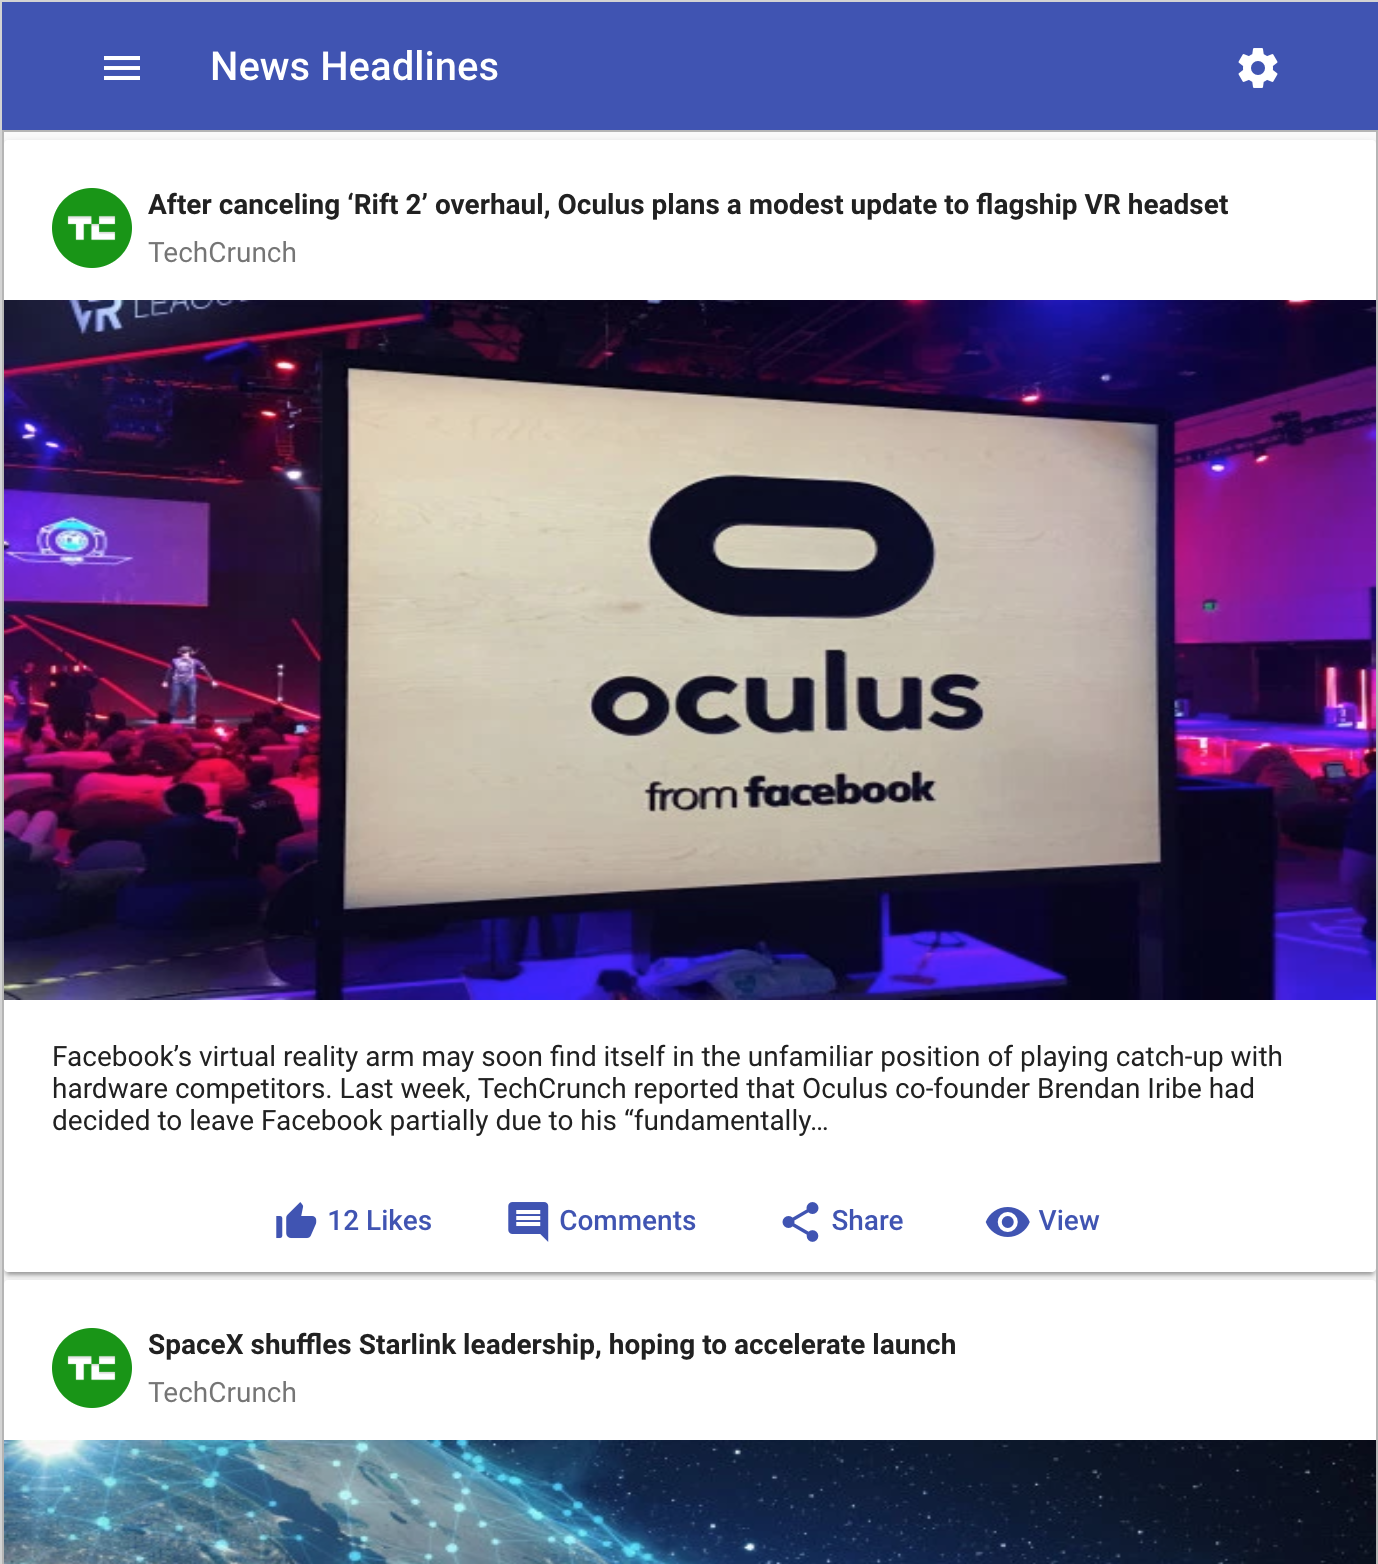 News Headlines
TC
After canceling ‘Rift 2’ overhaul, Oculus plans a modest update to flagship VR headset
TechCrunch
VR LEAGUE
oculus
from facebook
Facebook’s virtual reality arm may soon find itself in the unfamiliar position of playing catch-up with
hardware competitors. Last week, TechCrunch reported that Oculus co-founder Brendan Iribe had
decided to leave Facebook partially due to his “fundamentally…
12 Likes Comments Share View
TC
SpaceX shuffles Starlink leadership, hoping to accelerate launch
TechCrunch